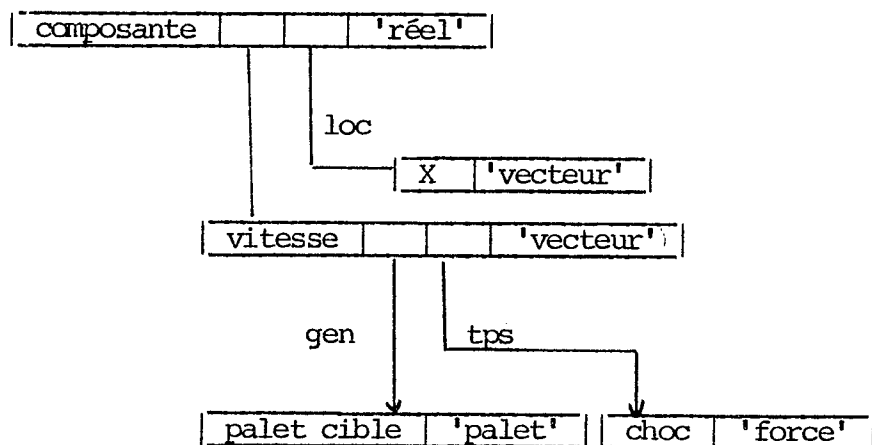 composante 'réel'
loc
X 'vecteur'
vitesse 'vecteur'
gen tps
palet cible 'palet' choc 'force'